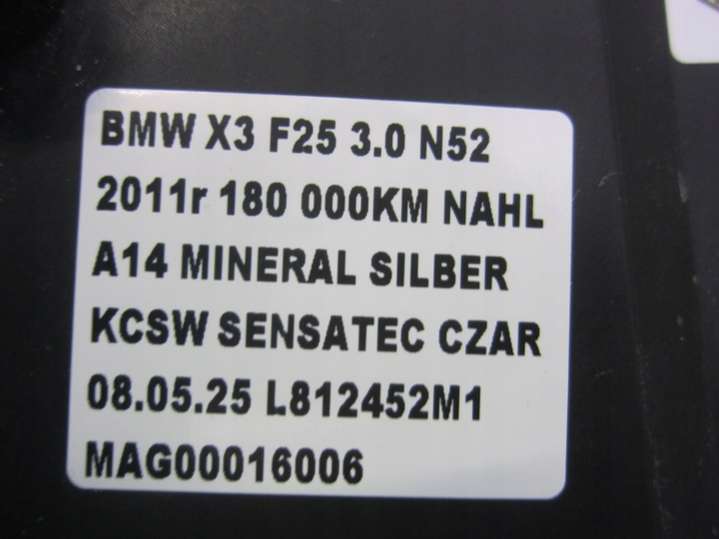 BMW X3 F25 3.0 N52
2011r 180 000KM NAHL
A14 MINERAL SILBER
KCSW SENSATEC CZAR
08.05.25 L812452M1
MAG00016006